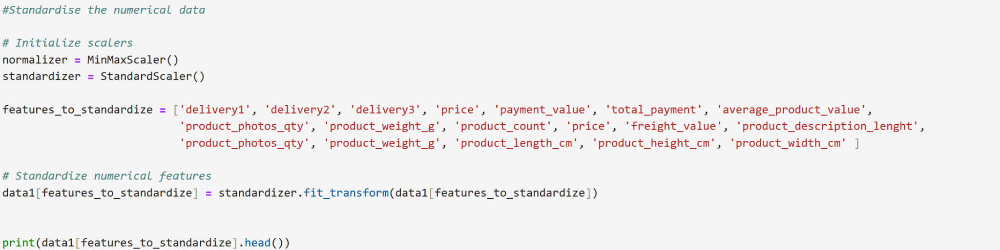 #Standardise the numerical data
# Initialize scalers
normalizer = MinMaxScaler()
standardizer = StandardScaler()
features_to_standardize = ['delivery1', 'delivery2', 'delivery3', 'price', 'payment_value', 'total_payment', 'average_product_value',
'product_photos_qty', 'product_weight_g', 'product_count', 'price', 'freight_value', 'product_description_lenght',
'product_photos_qty', 'product_weight_g', 'product_length_cm', 'product_height_cm', 'product_width_cm' ]
# Standardize numerical features
data1[features_to_standardize] = standardizer.fit_transform(data1[features_to_standardize])
print(data1[features_to_standardize].head())